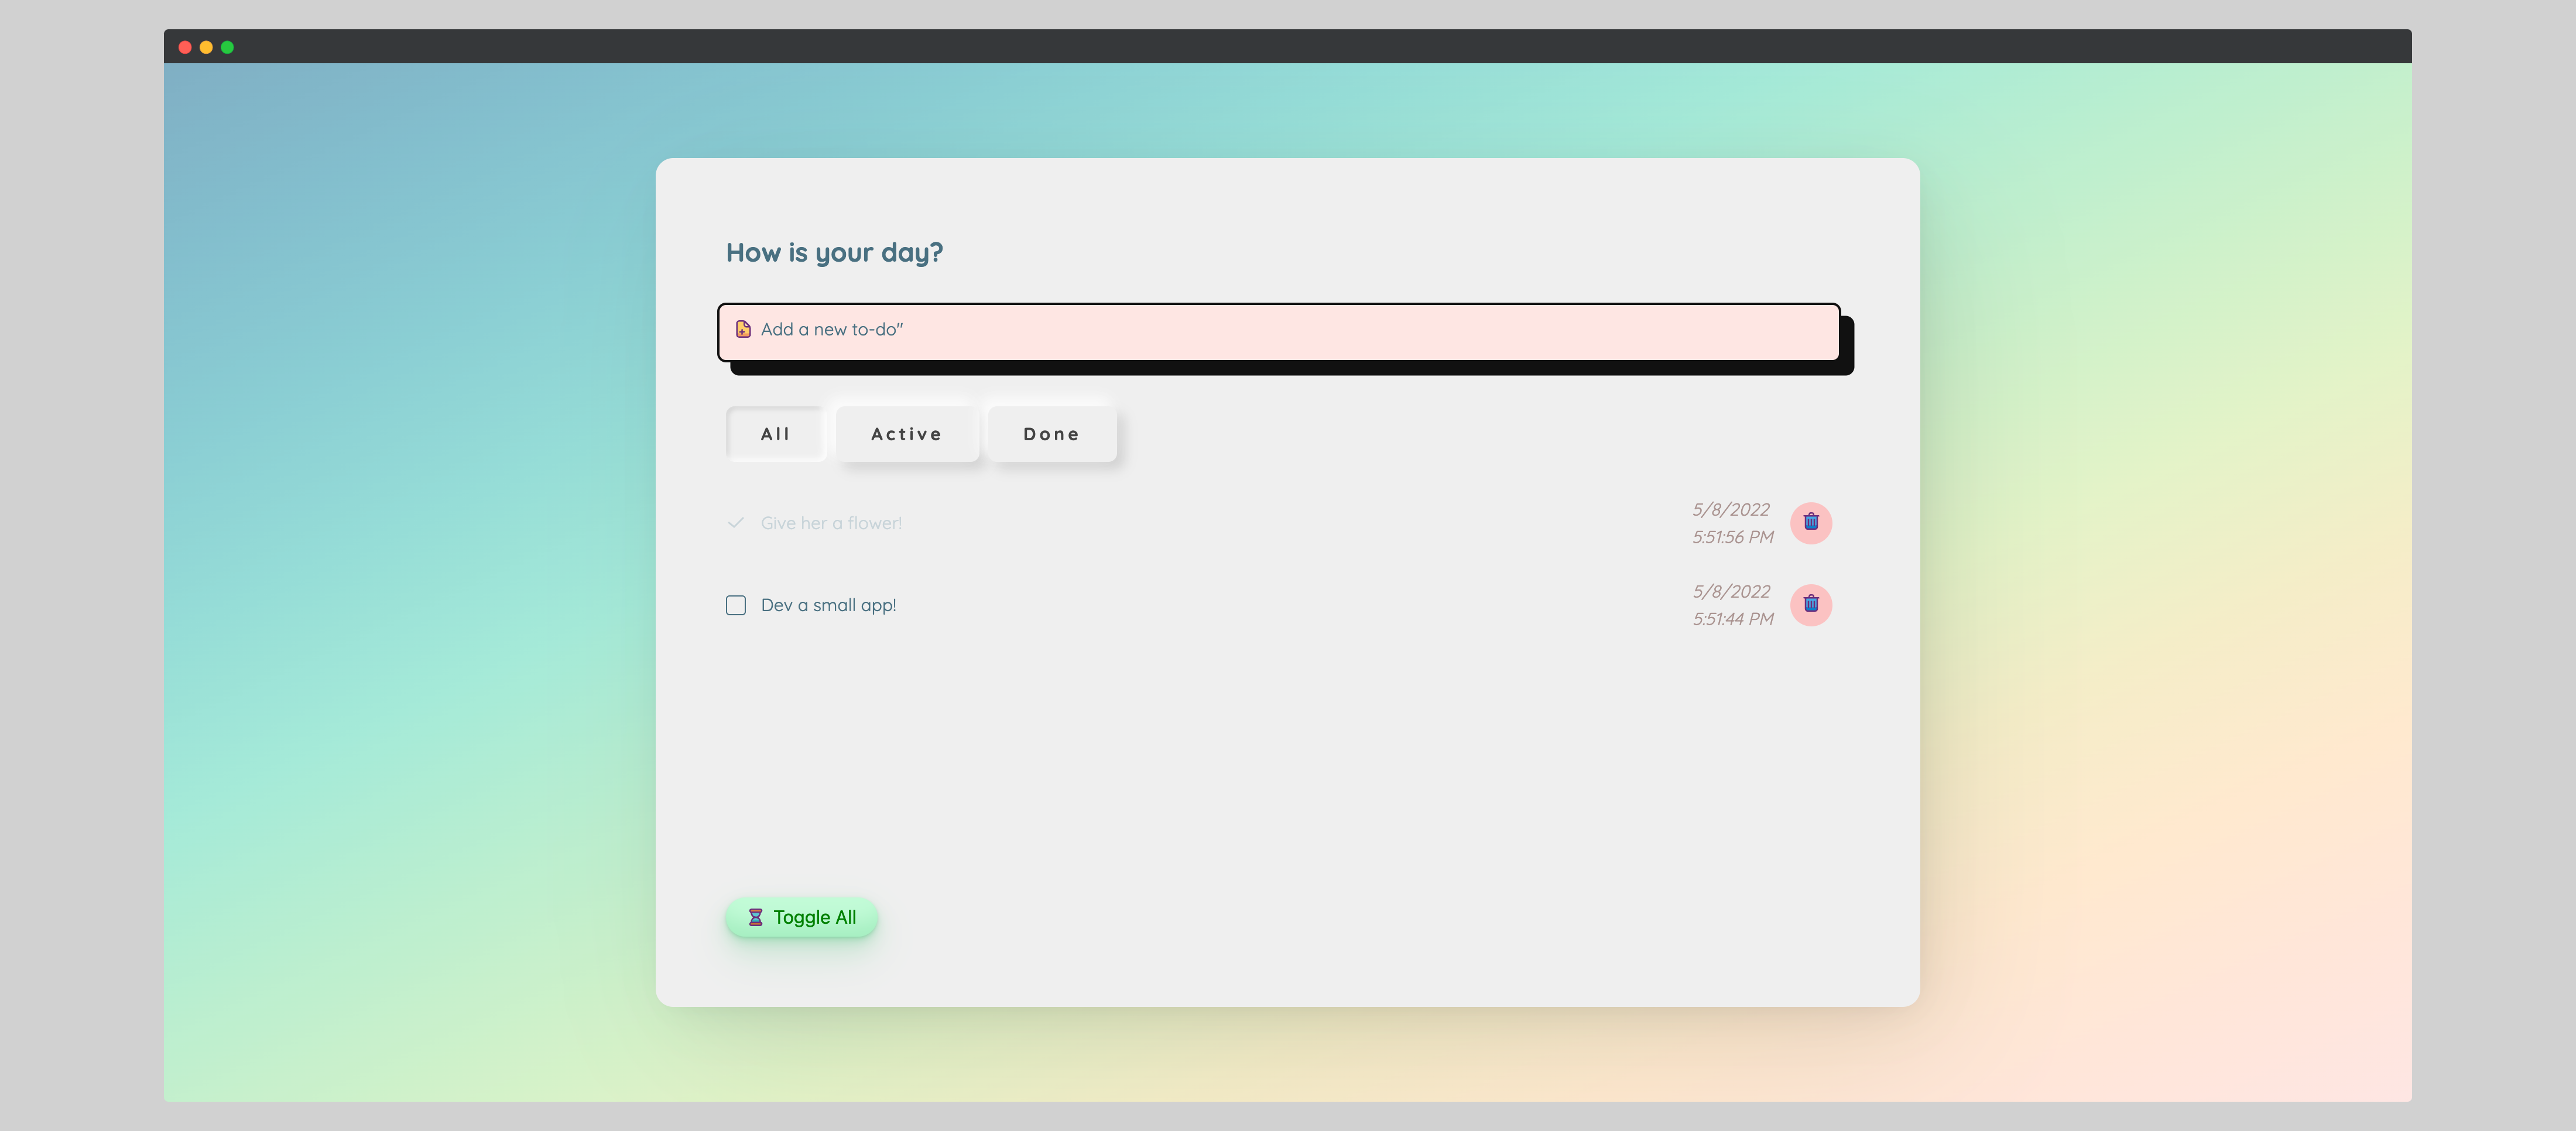 How is your day?
Add a new to-do"
All
Active
Done
Give her a flower!
5/8/2022
5:51:56 PM
Dev a small app!
5/8/2022
5:51:44 PM
Toggle All